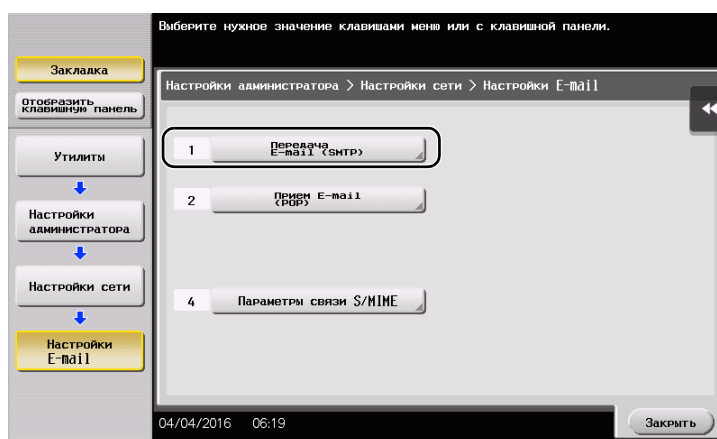 Выберите нужное значение клавишами меню или с клавишной панели.
Закладка
Отобразить
клавишную панель
Настройки администратора > Настройки сети > Настройки E-mail
Утилиты
Настройки
администратора
Настройки сети
Настройки
E-mail
1
Передача
E-mail (SMTP)
2
Прием E-mail
(POP)
4
Параметры связи S/MIME
04/04/2016 06:19
Закрыть